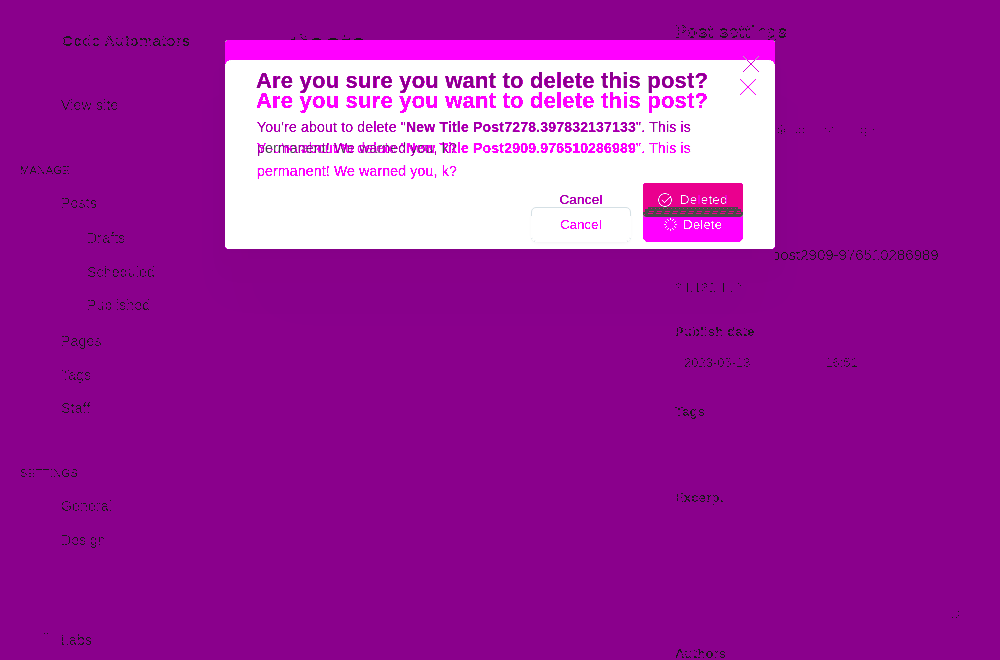 Code Automators
View site
MANAGE
Posts
Drafts
Scheduled
Published
Pages
Tags
Staff
SETTINGS
General
Design
Labs
Post settings
Are you sure you want to delete this post?
Are you sure you want to delete this post?
You're about to delete "New Title Post7278.397832137133". This is
permanent! We warned you, k?
You're about to delete "New Title Post2909.976510286989". This is
permanent! We warned you, k?
Cancel
Deleted
Cancel
Delete
post2909-976510286989
Publish date
Tags
Excerpt
Authors